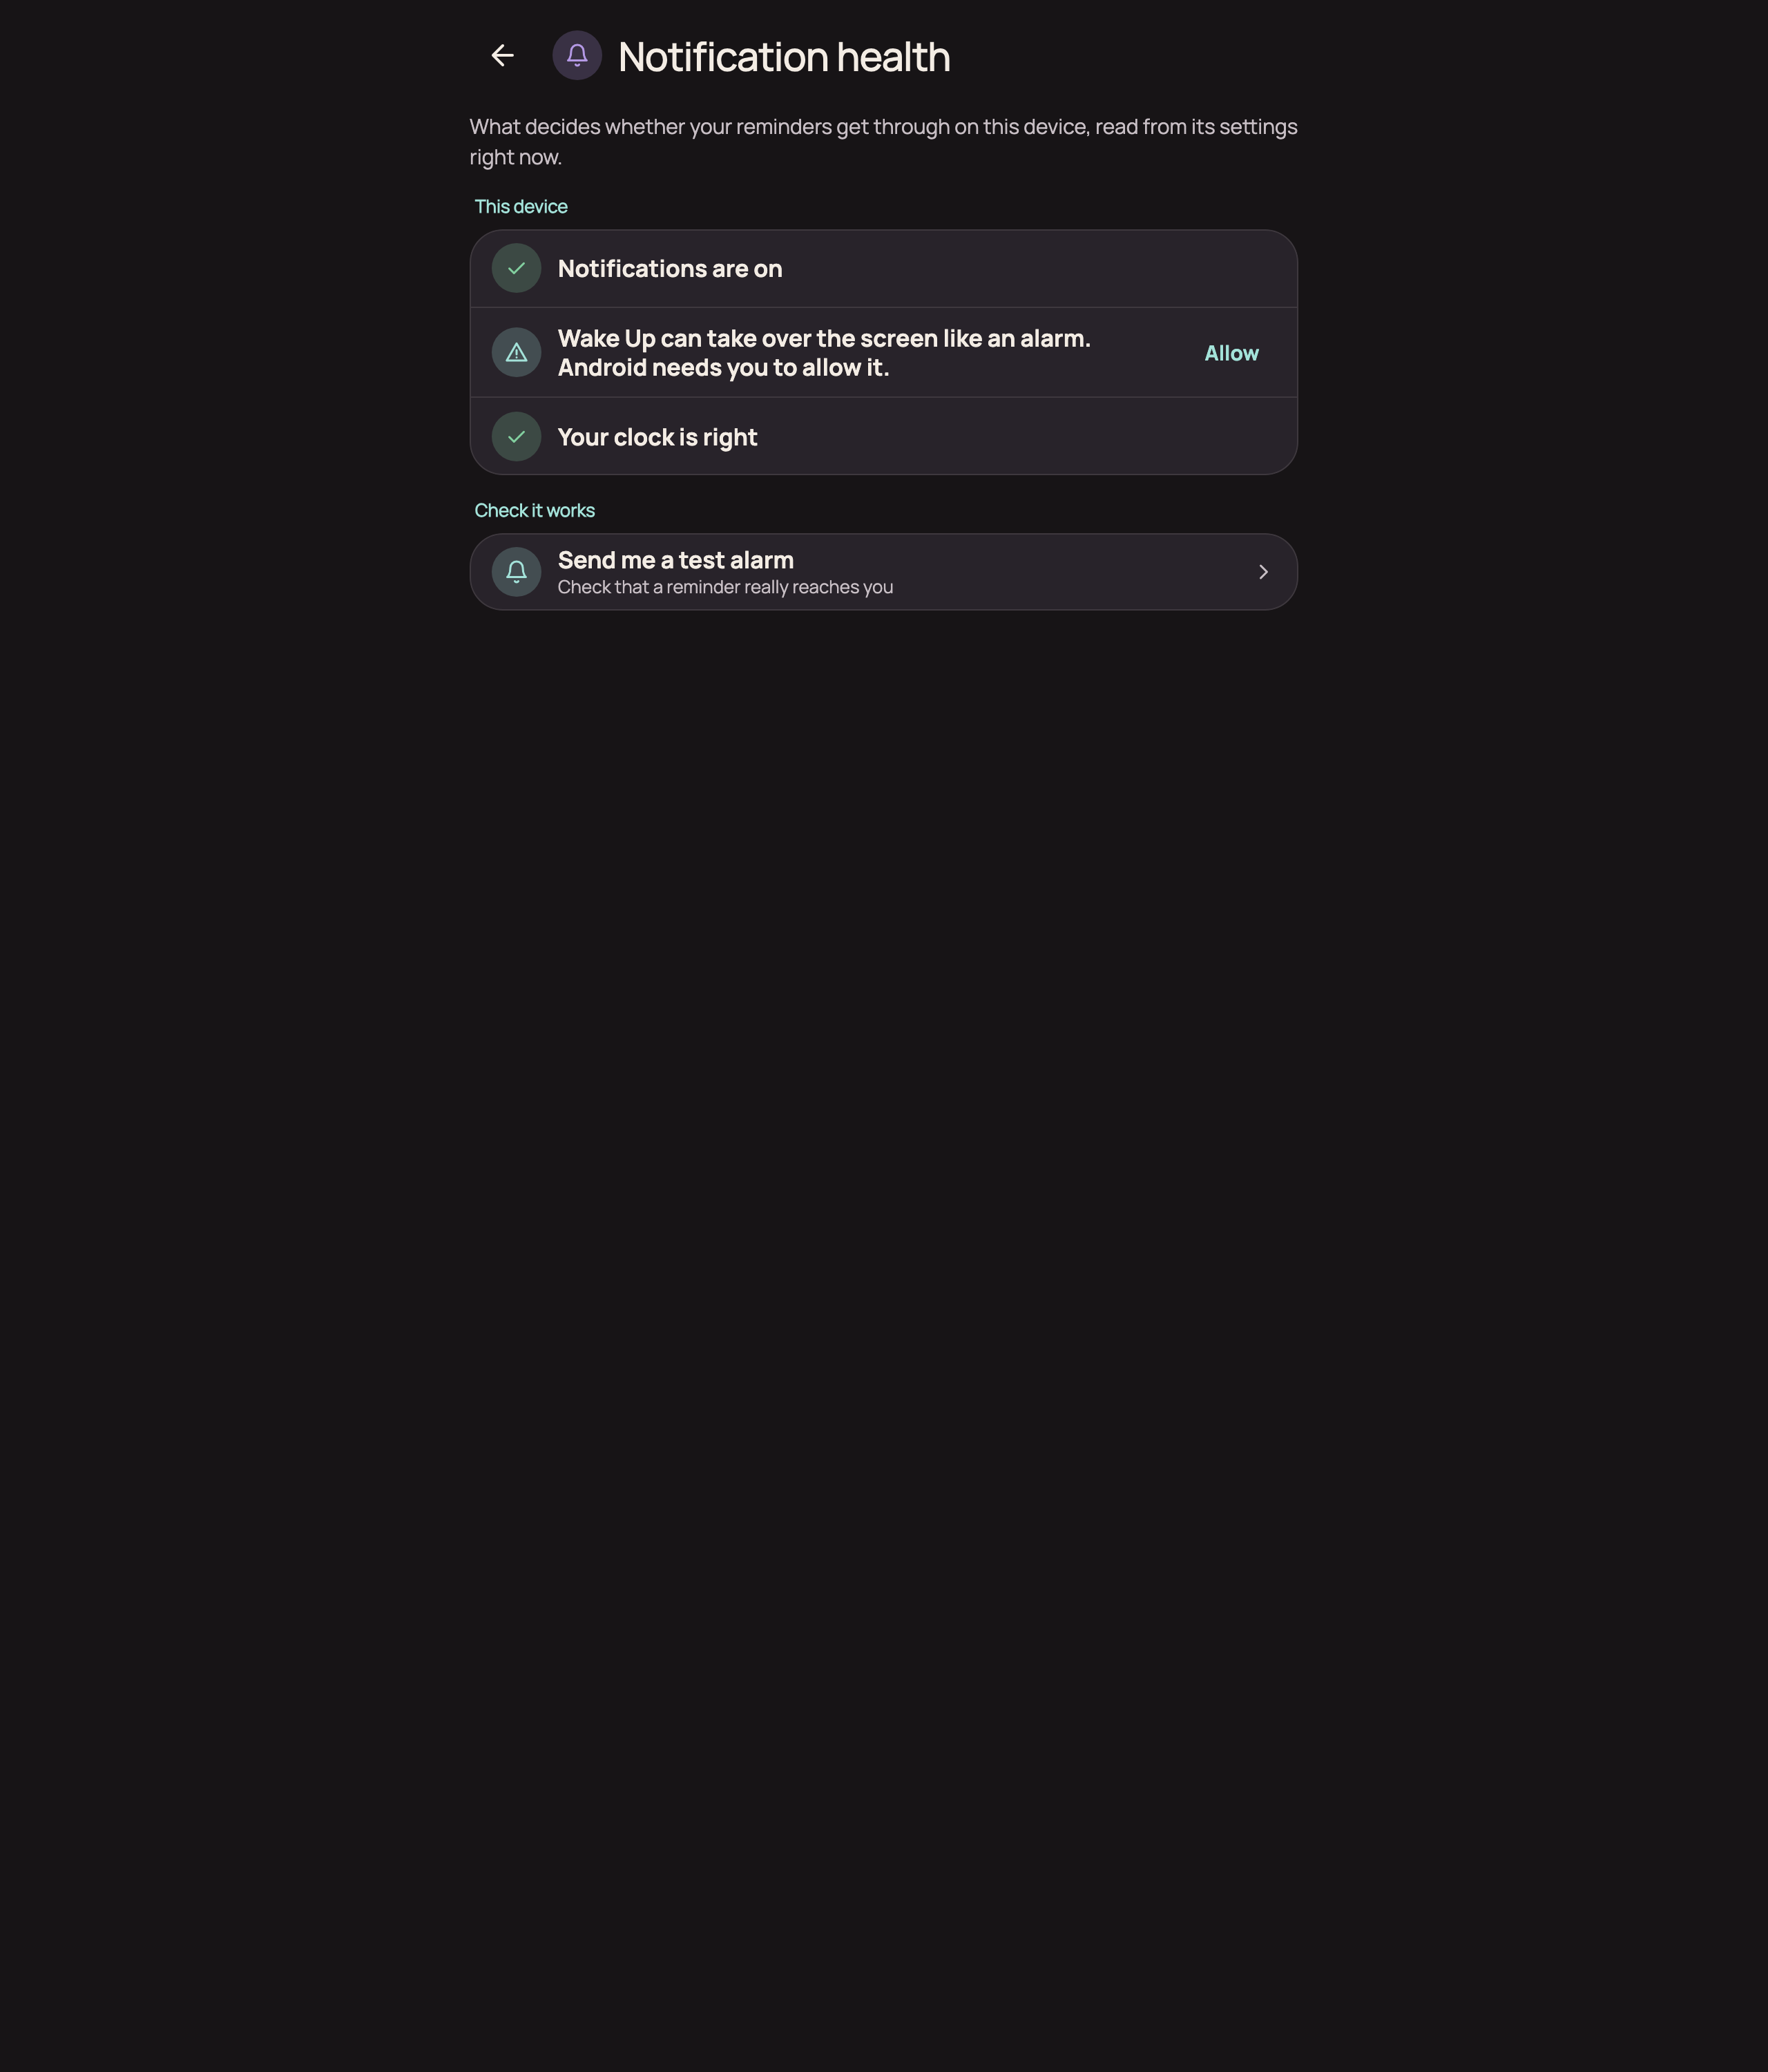 Notification health
What decides whether your reminders get through on this device, read from its settings
right now.
This device
Notifications are on
Wake Up can take over the screen like an alarm.
Android needs you to allow it.
Allow
Your clock is right
Check it works
Send me a test alarm
Check that a reminder really reaches you